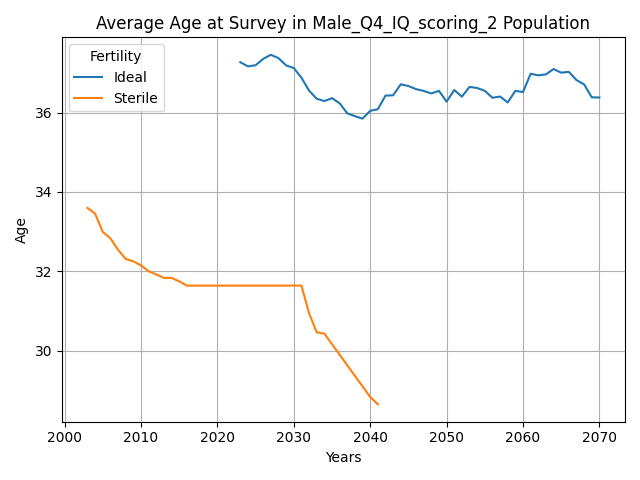 Average Age at Survey in Male_Q4_IQ_scoring_2 Population
Fertility
Ideal
Sterile
Age
36
34
32
30
2000 2010 2020 2030 2040 2050 2060 2070
Years